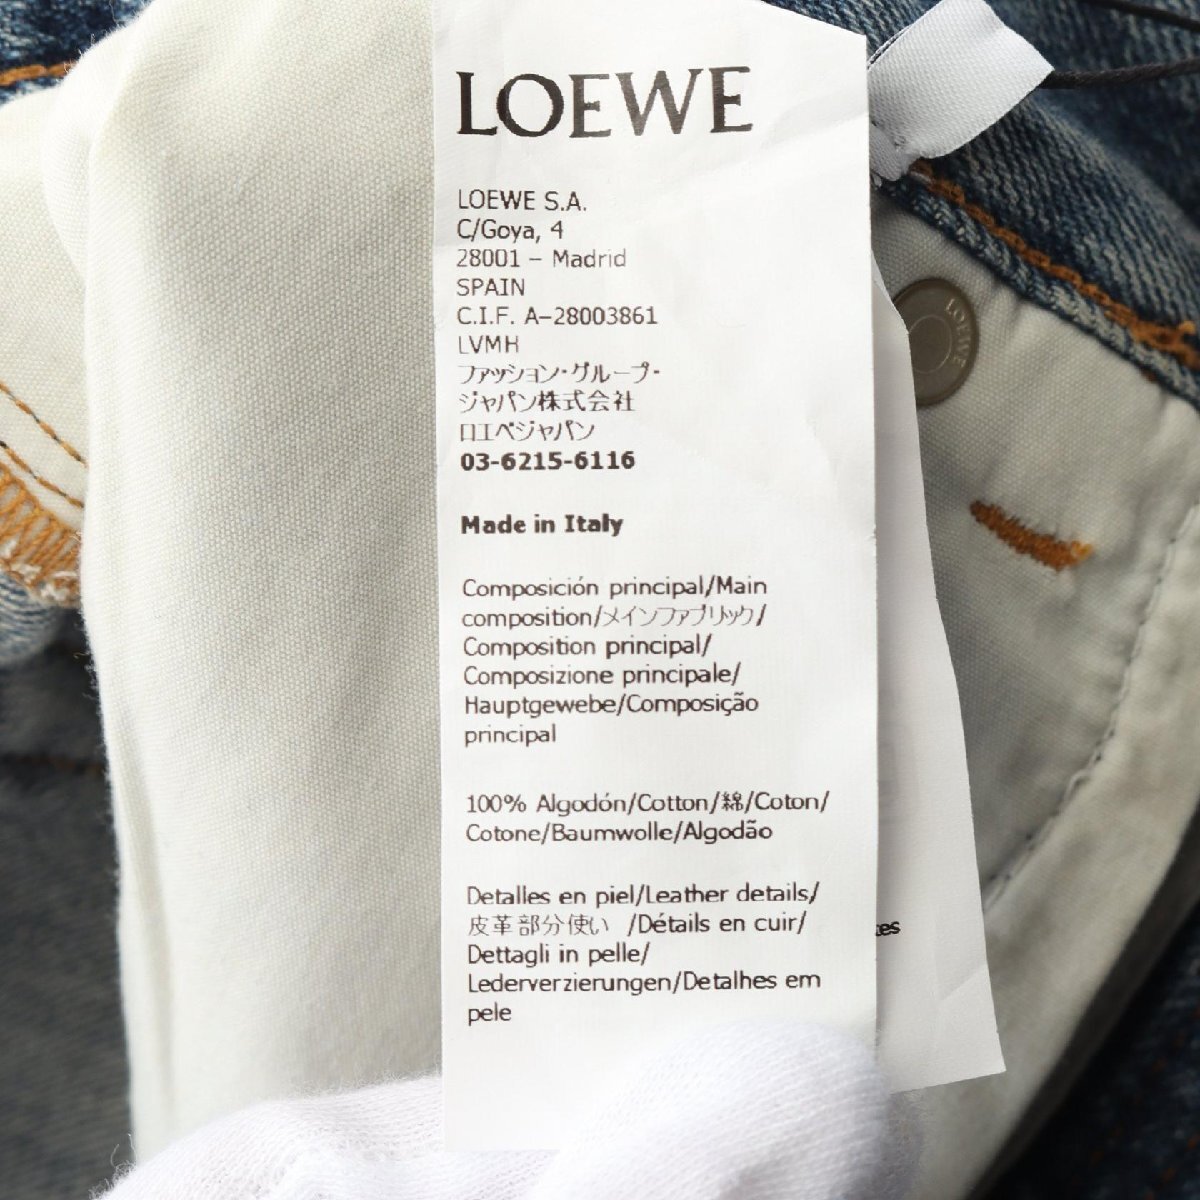 LOEWE
LOEWE S.A.
C/Goya, 4
28001 – Madrid
SPAIN
C.I.F. A–28003861
LVMH
ファッション・グループ・
ジャパン株式会社
ロエベジャパン
03-6215-6116
Made in Italy
Composición principal/Main
composition/メインファブリック/
Composition principal/
Composizione principale/
Hauptgewebe/Composição
principal
100% Algodón/Cotton/綿/Coton/
Cotone/Baumwolle/Algodão
Detalles en piel/Leather details/
皮革部分使い /Détails en cuir/
Dettagli in pelle/
Lederverzierungen/Detalhes em
pele
LOEWE